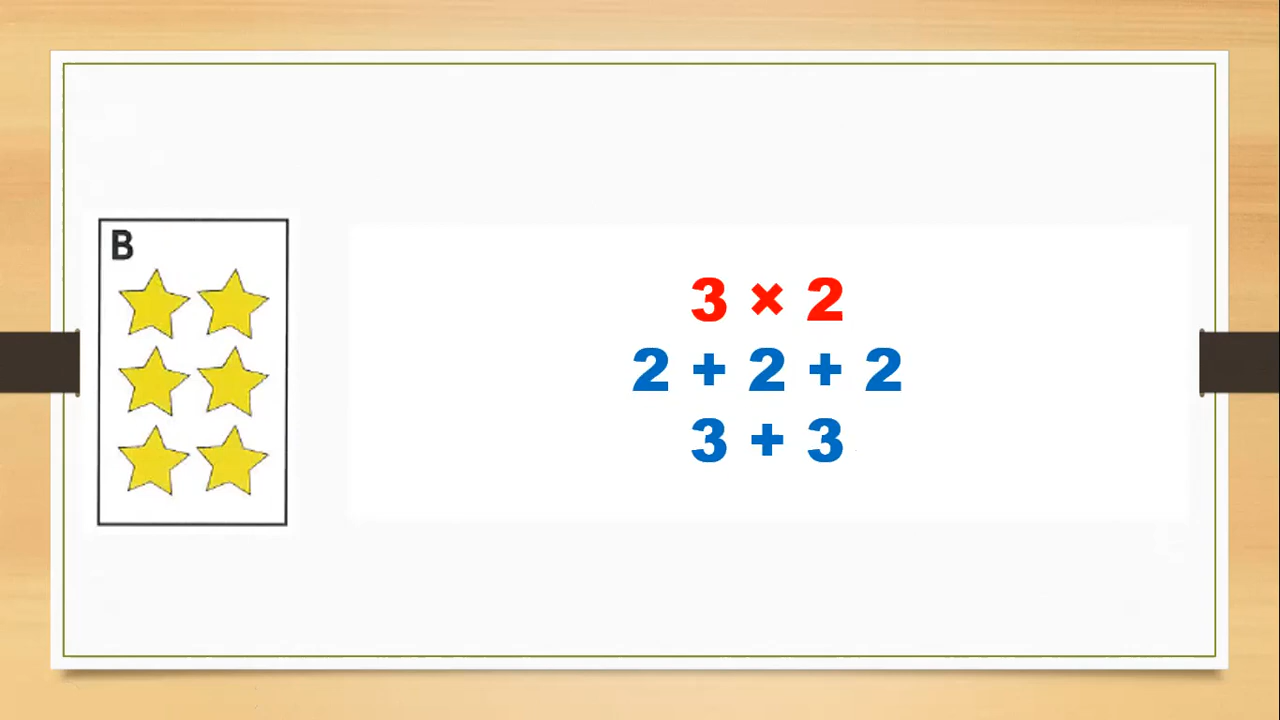 B
3 × 2
2 + 2 + 2
3 + 3